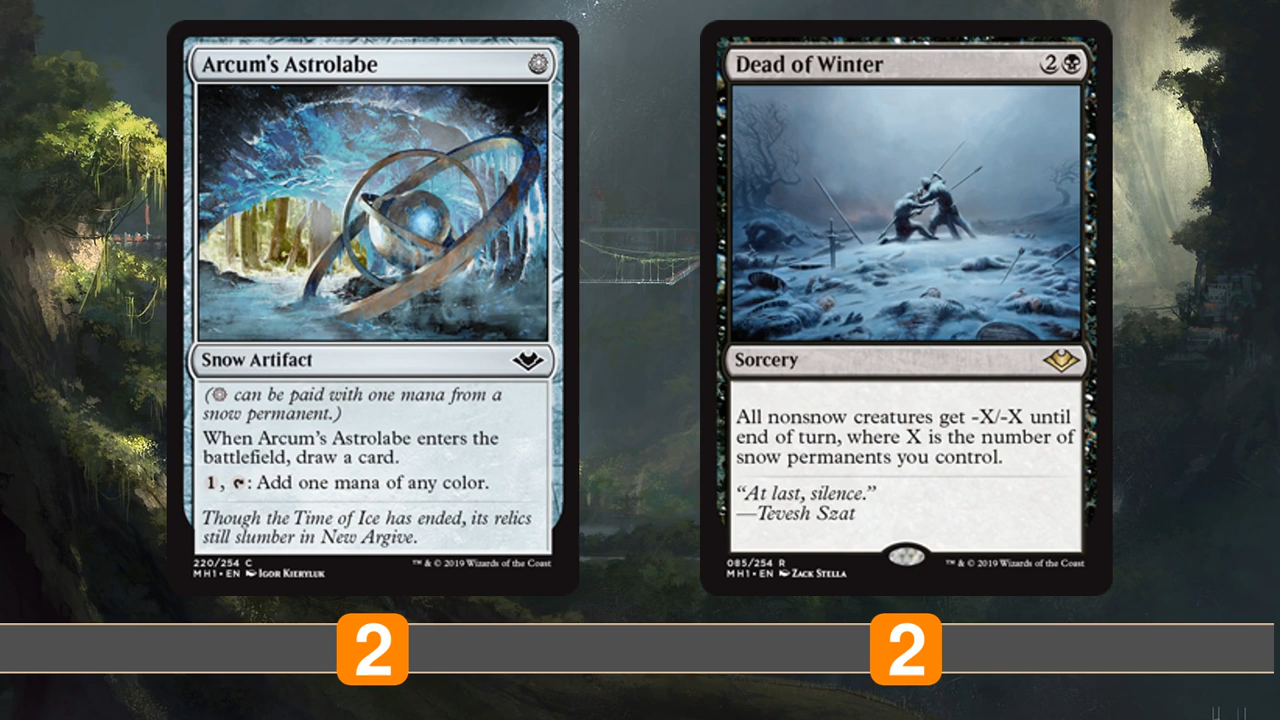 Arcum's Astrolabe
Snow Artifact
( can be paid with one mana from a
snow permanent.)
When Arcum's Astrolabe enters the
battlefield, draw a card.
1, : Add one mana of any color.
Though the Time of Ice has ended, its relics
still slumber in New Argive.
220/254 C
MH1 • EN Igor Kieryluk
™ & © 2019 Wizards of the Coast
2
Dead of Winter
2
Sorcery
All nonsnow creatures get -X/-X until
end of turn, where X is the number of
snow permanents you control.
“At last, silence.”
—Tevesh Szat
085/254 R
MH1 • EN Zack Stella
™ & © 2019 Wizards of the Coast
2